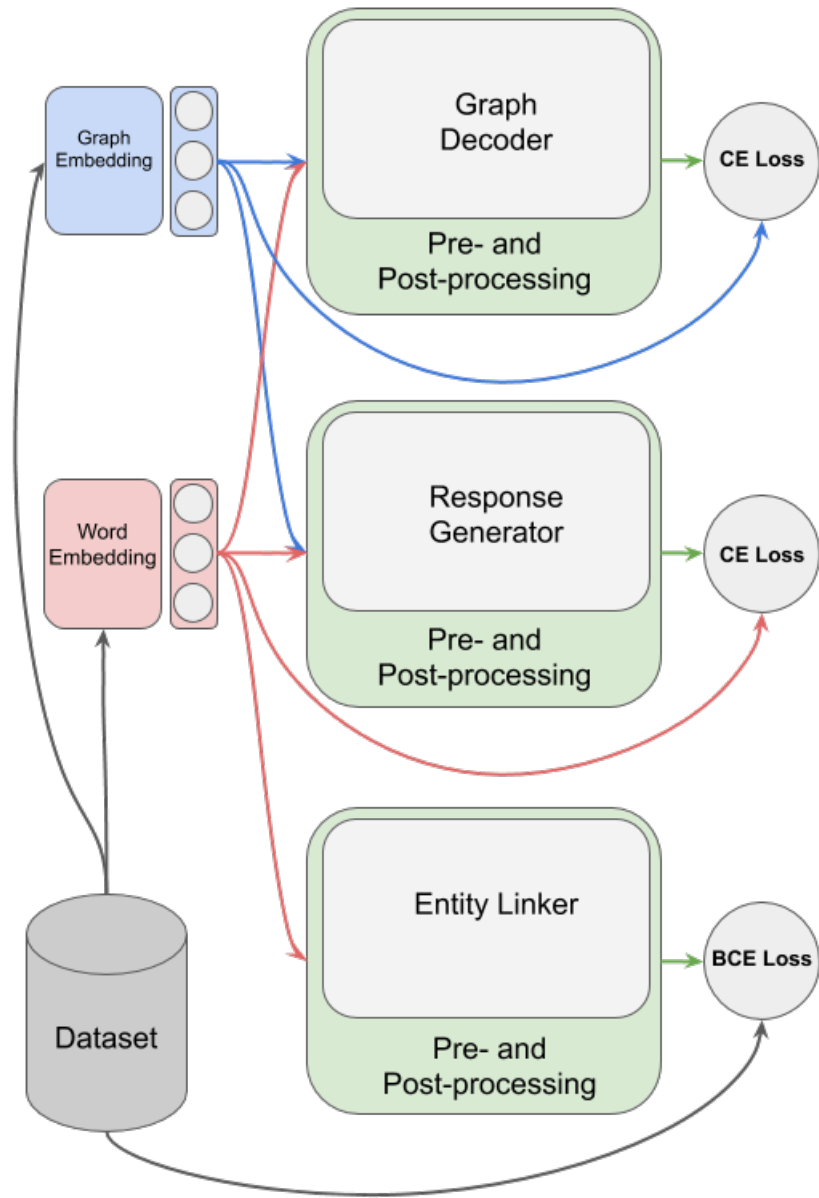 Graph
Embedding
Graph
Decoder
Pre- and
Post-processing
CE Loss
Word
Embedding
Response
Generator
Pre- and
Post-processing
CE Loss
Dataset
Entity Linker
Pre- and
Post-processing
BCE Loss